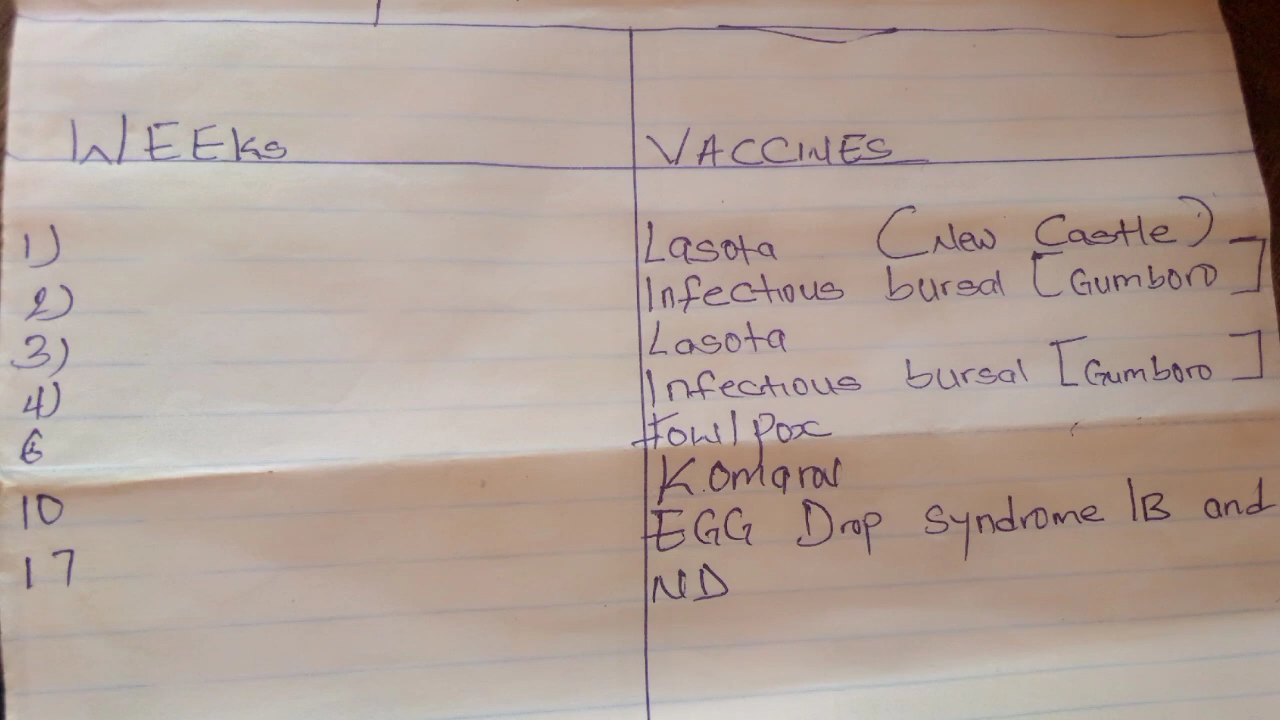 WEEKs VACCINES
1) Lasota (New Castle)
2) Infectious bursal [Gumboro]
3) Lasota
4) Infectious bursal [Gumboro]
6 Fowl Pox
10 K.omarov
17 EGG Drop syndrome IB and
ND